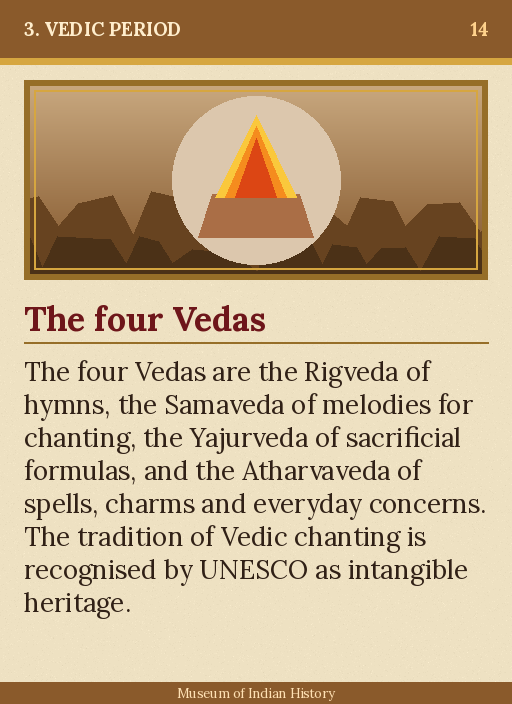 3. VEDIC PERIOD
14
The four Vedas
The four Vedas are the Rigveda of
hymns, the Samaveda of melodies for
chanting, the Yajurveda of sacrificial
formulas, and the Atharvaveda of
spells, charms and everyday concerns.
The tradition of Vedic chanting is
recognised by UNESCO as intangible
heritage.
Museum of Indian History